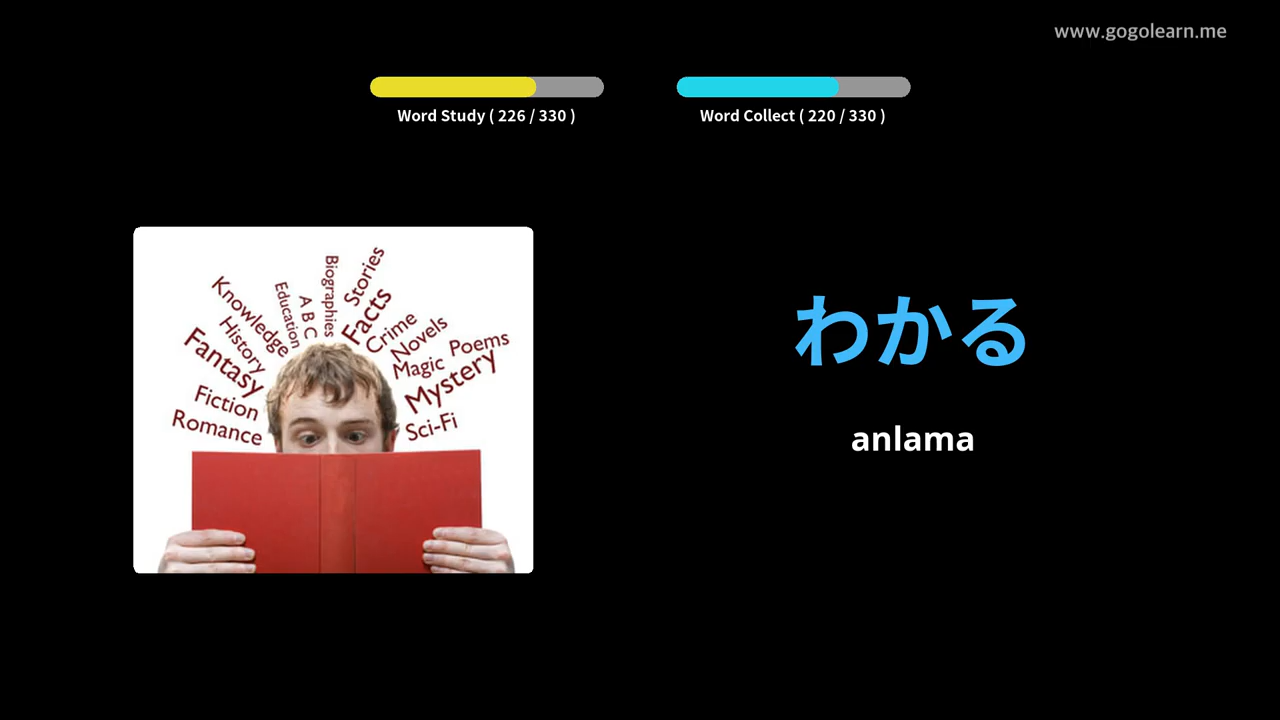 www.gogolearn.me
Word Study ( 226 / 330 )
Word Collect ( 220 / 330 )
Stories
Biographies
Facts
A B C
Education
Knowledge
Crime
Novels
History
Poems
Fantasy
Magic
Mystery
Fiction
Sci-Fi
Romance
わかる
anlama